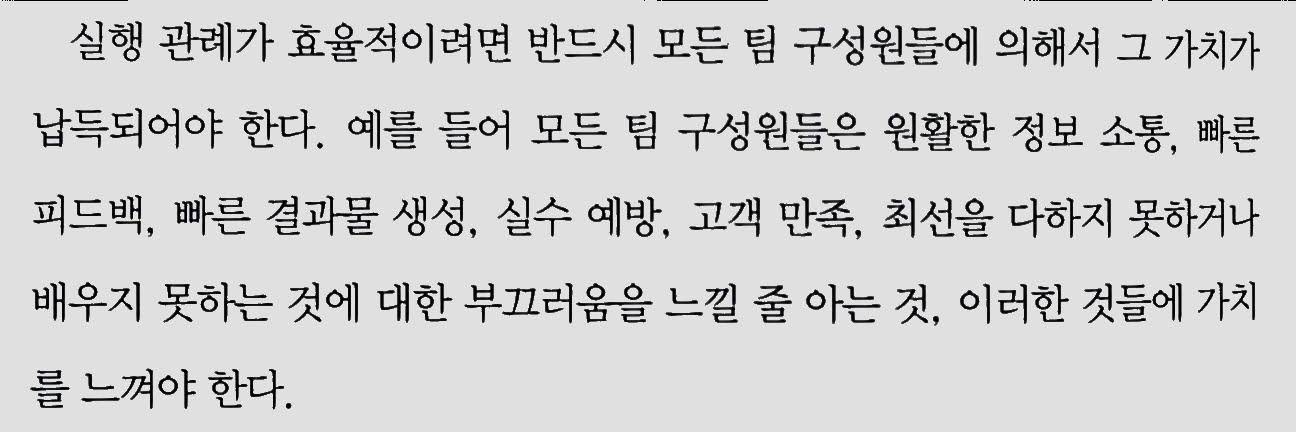 실행 관례가 효율적이려면 반드시 모든 팀 구성원들에 의해서 그 가치가
납득되어야 한다. 예를 들어 모든 팀 구성원들은 원활한 정보 소통, 빠른
피드백, 빠른 결과물 생성, 실수 예방, 고객 만족, 최선을 다하지 못하거나
배우지 못하는 것에 대한 부끄러움을 느낄 줄 아는 것, 이러한 것들에 가치
를 느껴야 한다.